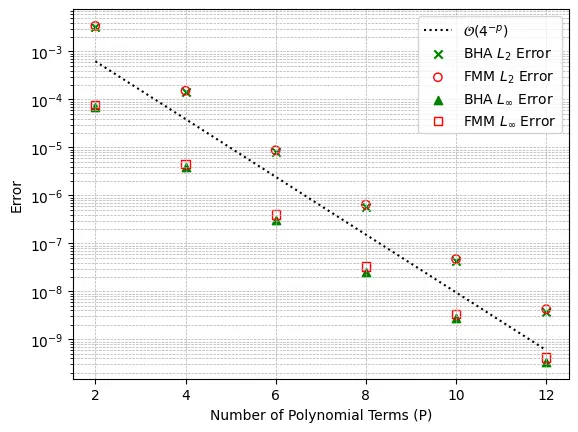 𝒪(4⁻ᵖ)
BHA L₂ Error
FMM L₂ Error
BHA L∞ Error
FMM L∞ Error
Error
10⁻³
10⁻⁴
10⁻⁵
10⁻⁶
10⁻⁷
10⁻⁸
10⁻⁹
2 4 6 8 10 12
Number of Polynomial Terms (P)